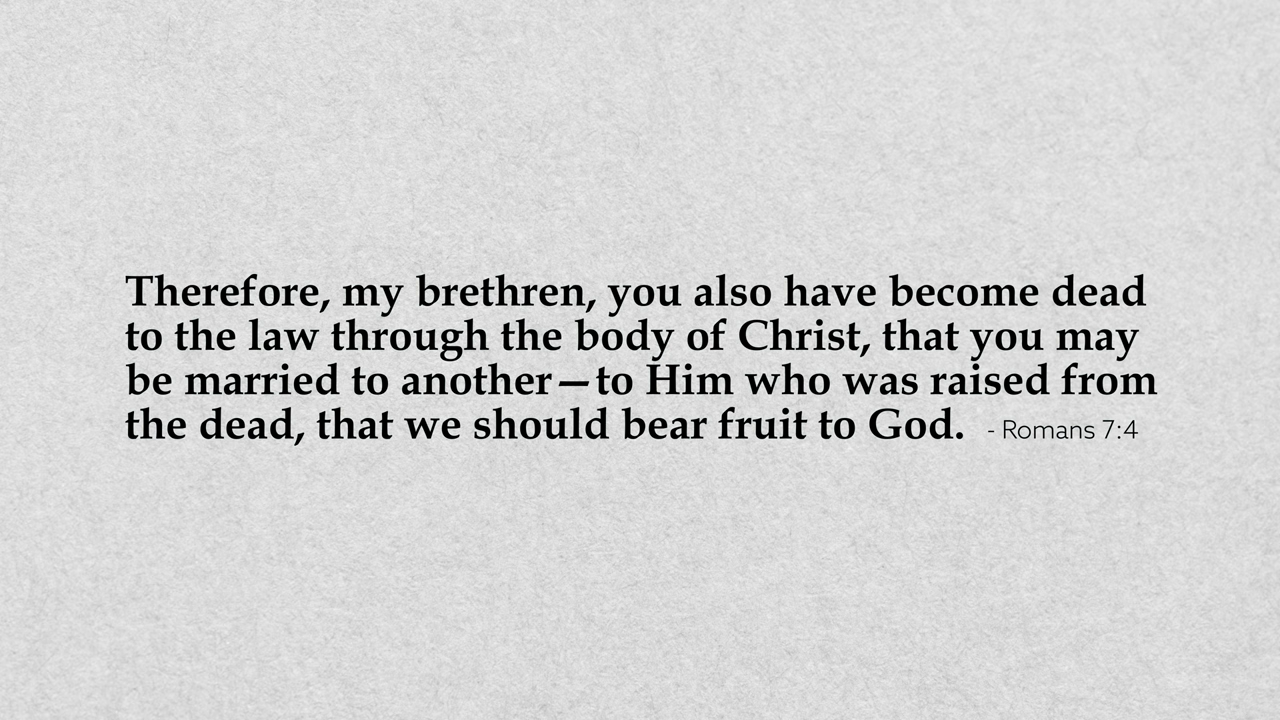 Therefore, my brethren, you also have become dead
to the law through the body of Christ, that you may
be married to another—to Him who was raised from
the dead, that we should bear fruit to God. - Romans 7:4